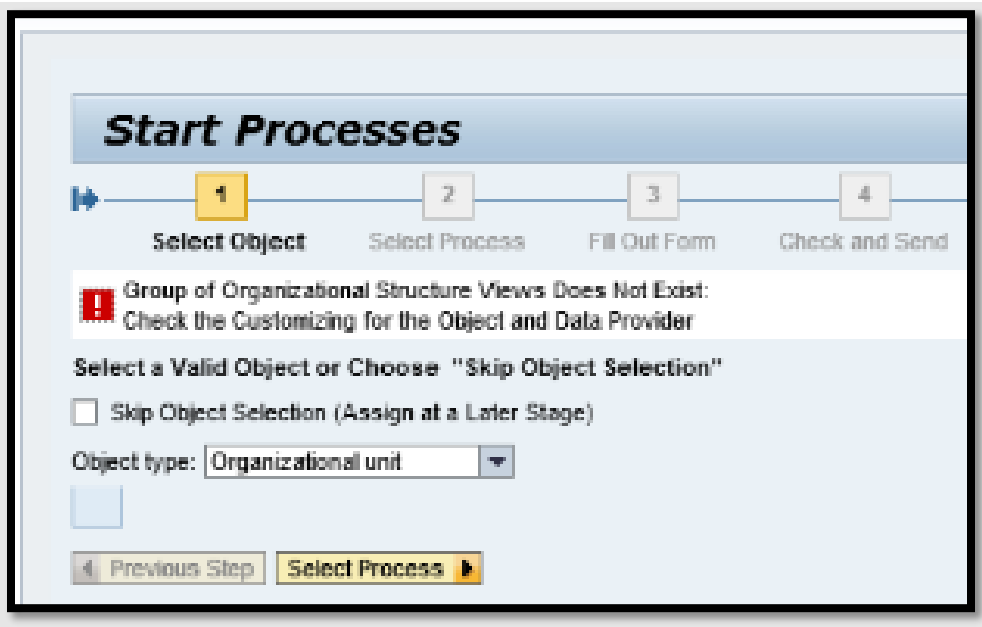 Start Processes
1
2
3
4
Select Object
Select Process
Fill Out Form
Check and Send
Group of Organizational Structure Views Does Not Exist:
Check the Customizing for the Object and Data Provider
Select a Valid Object or Choose "Skip Object Selection"
Skip Object Selection (Assign at a Later Stage)
Object type: Organizational unit
Previous Step Select Process